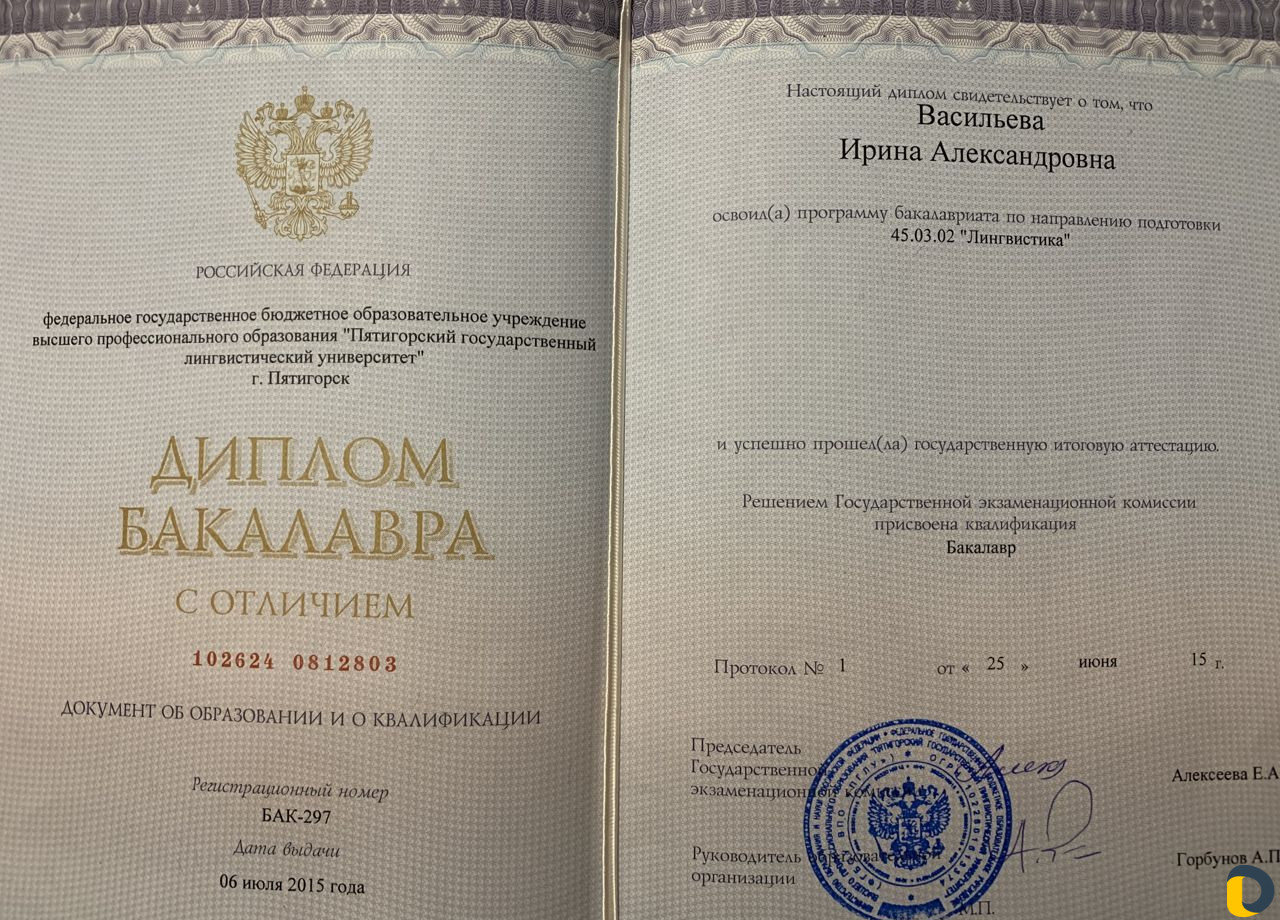 РОССИЙСКАЯ ФЕДЕРАЦИЯ
федеральное государственное бюджетное образовательное учреждение
высшего профессионального образования "Пятигорский государственный
лингвистический университет"
г. Пятигорск
ДИПЛОМ
БАКАЛАВРА
С ОТЛИЧИЕМ
102624 0812803
ДОКУМЕНТ ОБ ОБРАЗОВАНИИ И О КВАЛИФИКАЦИИ
Регистрационный номер
БАК-297
Дата выдачи
06 июля 2015 года
Настоящий диплом свидетельствует о том, что
Васильева
Ирина Александровна
освоил(а) программу бакалавриата по направлению подготовки
45.03.02 "Лингвистика"
и успешно прошел(ла) государственную итоговую аттестацию.
Решением Государственной экзаменационной комиссии
присвоена квалификация
Бакалавр
Протокол № 1 от « 25 » июня 15 г.
Председатель
Государственной
экзаменационной комиссии
Алексеева Е.А
Руководитель образовательной
организации
Горбунов А.П
М.П.